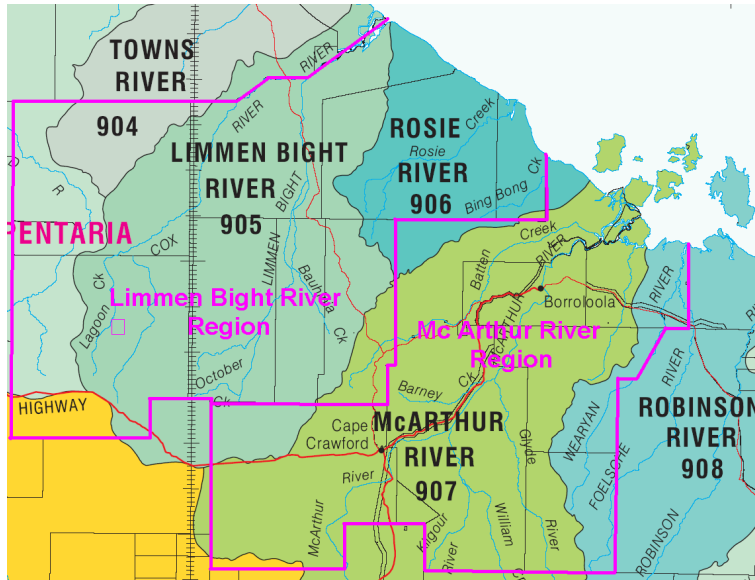 TOWNS
RIVER
904
RIVER
RIVER
ROSIE
Creek
Rosie
RIVER
906
Bing Bong
Ck
LIMMEN BIGHT
RIVER
905
BIGHT
LIMMEN
D
R
PENTARIA
COX
Lagoon
Ck
Bauhinia
Ck
Limmen Bight River
Region
October
Ck
HIGHWAY
Creek
Batten
RIVER
McARTHUR
Borroloola
RIVER
Mc Arthur River
Region
Barney
Ck
Cape
Crawford
McARTHUR
RIVER
907
River
McArthur
Kilgour
River
William
Glyde
River
WEARYAN
FOELSCHE
RIVER
ROBINSON
RIVER
908
ROBINSON